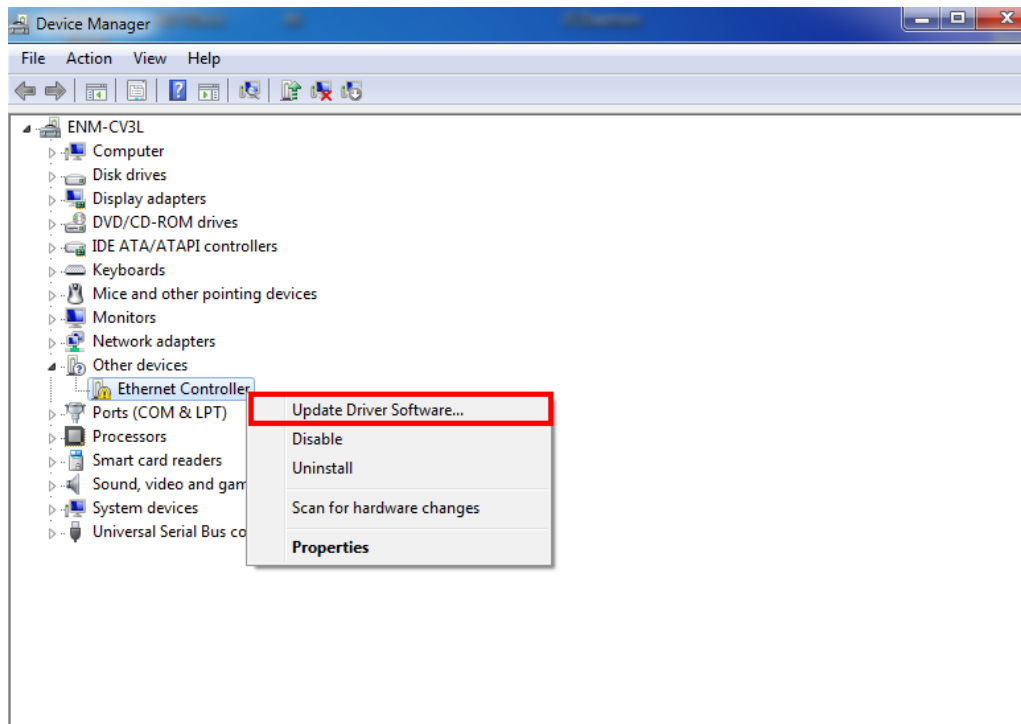 Device Manager
File Action View Help
ENM-CV3L
Computer
Disk drives
Display adapters
DVD/CD-ROM drives
IDE ATA/ATAPI controllers
Keyboards
Mice and other pointing devices
Monitors
Network adapters
Other devices
Ethernet Controller
Ports (COM & LPT)
Processors
Smart card readers
Sound, video and gam
System devices
Universal Serial Bus co
Update Driver Software...
Disable
Uninstall
Scan for hardware changes
Properties